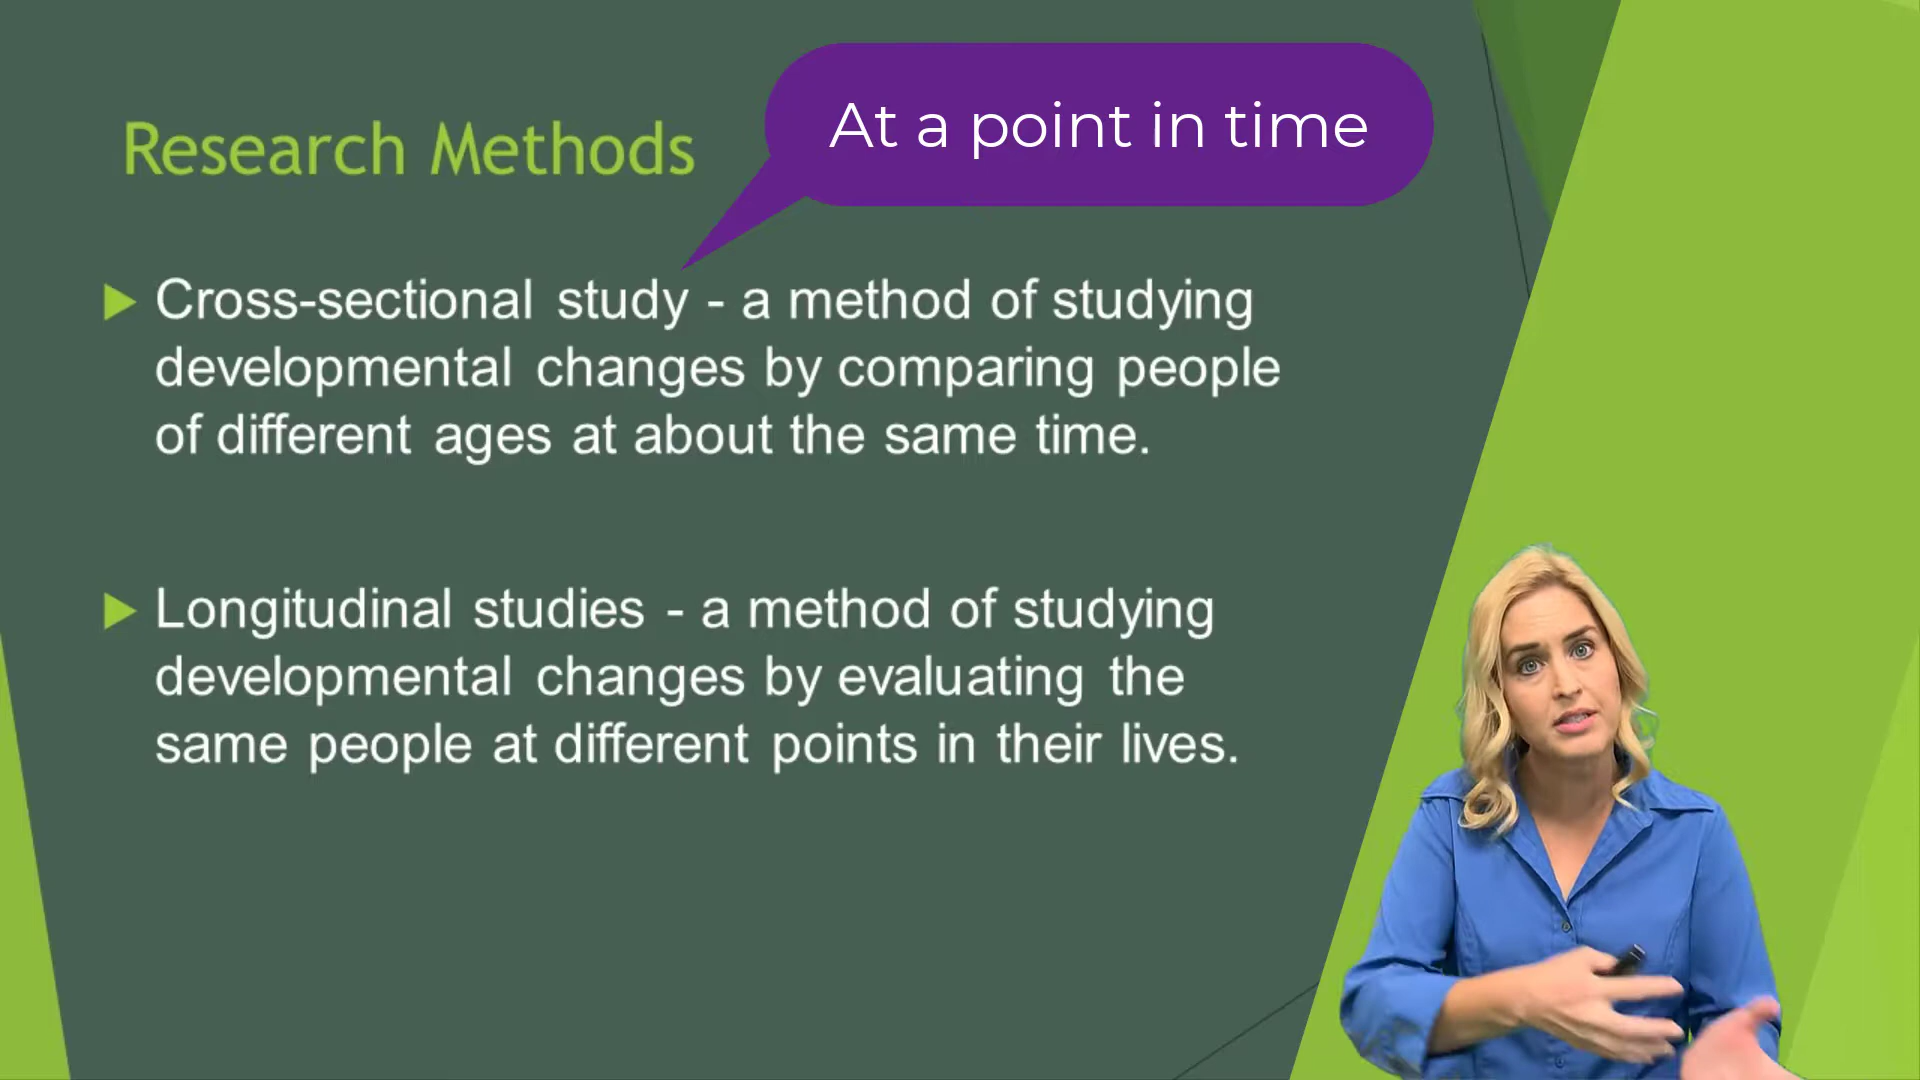 At a point in time
Research Methods
Cross-sectional study - a method of studying
developmental changes by comparing people
of different ages at about the same time.
Longitudinal studies - a method of studying
developmental changes by evaluating the
same people at different points in their lives.